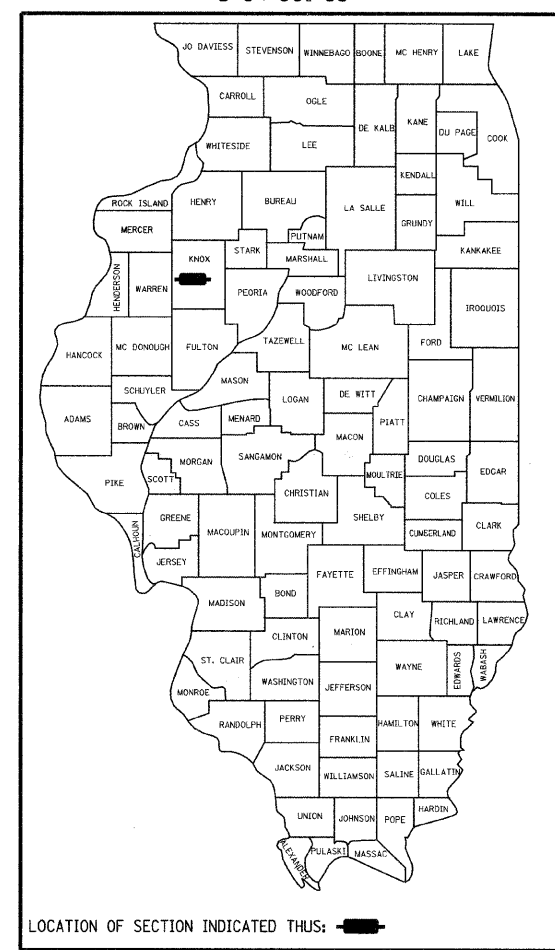 JO DAVIESS
STEVENSON
WINNEBAGO
BOONE
MC HENRY
LAKE
CARROLL
OGLE
DE KALB
KANE
DU PAGE
COOK
WHITESIDE
LEE
KENDALL
WILL
ROCK ISLAND
HENRY
BUREAU
LA SALLE
GRUNDY
MERCER
PUTNAM
KANKAKEE
HENDERSON
WARREN
KNOX
STARK
MARSHALL
LIVINGSTON
PEORIA
WOODFORD
IROQUOIS
HANCOCK
MC DONOUGH
FULTON
TAZEWELL
MC LEAN
FORD
SCHUYLER
MASON
LOGAN
DE WITT
CHAMPAIGN
VERMILION
ADAMS
BROWN
CASS
MENARD
MACON
PIATT
PIKE
SCOTT
MORGAN
SANGAMON
CHRISTIAN
MOULTRIE
DOUGLAS
EDGAR
COLES
CALHOUN
GREENE
MACOUPIN
MONTGOMERY
SHELBY
CUMBERLAND
CLARK
JERSEY
FAYETTE
EFFINGHAM
JASPER
CRAWFORD
MADISON
BOND
CLAY
RICHLAND
LAWRENCE
ST. CLAIR
CLINTON
MARION
WAYNE
EDWARDS
WABASH
MONROE
WASHINGTON
JEFFERSON
RANDOLPH
PERRY
HAMILTON
WHITE
FRANKLIN
JACKSON
WILLIAMSON
SALINE
GALLATIN
UNION
JOHNSON
POPE
HARDIN
ALEXANDER
PULASKI
MASSAC
LOCATION OF SECTION INDICATED THUS: